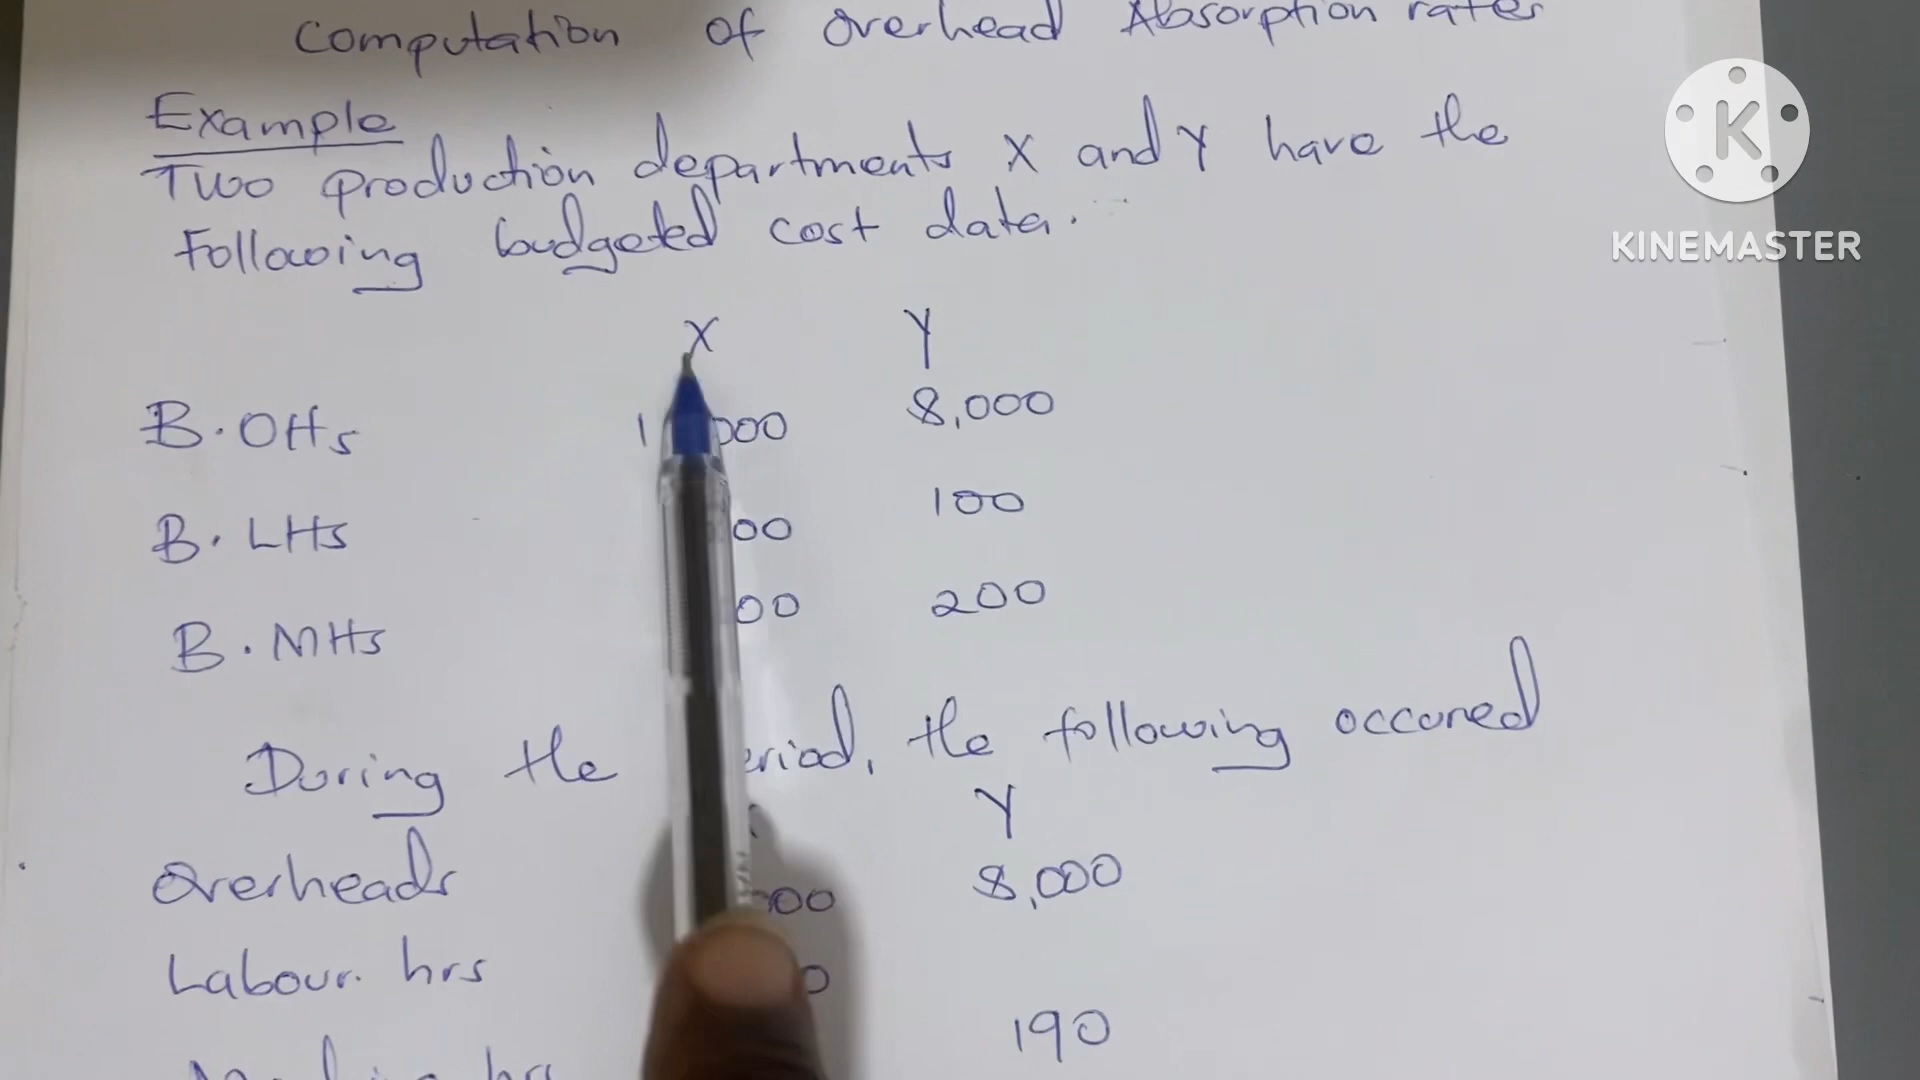 Computation of overhead Absorption rates
Example
Two production departments X and Y have the
Following budgeted cost data.
X Y
B.OHs 8,000
B.LHs 100
B.MHs 200
During the the following occured
Y
Overheads 8,000
Labour. hrs
190
hrs
K
KINEMASTER